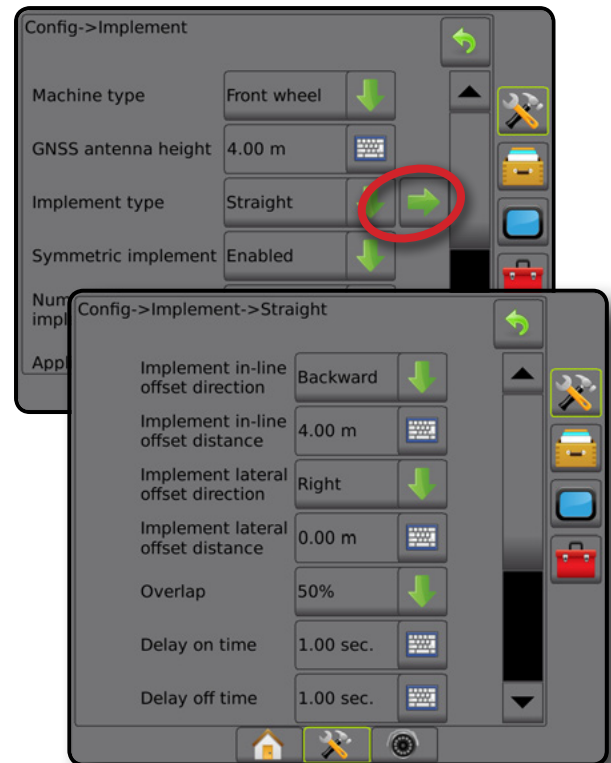 Config->Implement
Machine type Front wheel
GNSS antenna height 4.00 m
Implement type Straight
Symmetric implement Enabled
Num
impl
Appl
Config->Implement->Straight
Implement in-line
offset direction Backward
Implement in-line
offset distance 4.00 m
Implement lateral
offset direction Right
Implement lateral
offset distance 0.00 m
Overlap 50%
Delay on time 1.00 sec.
Delay off time 1.00 sec.